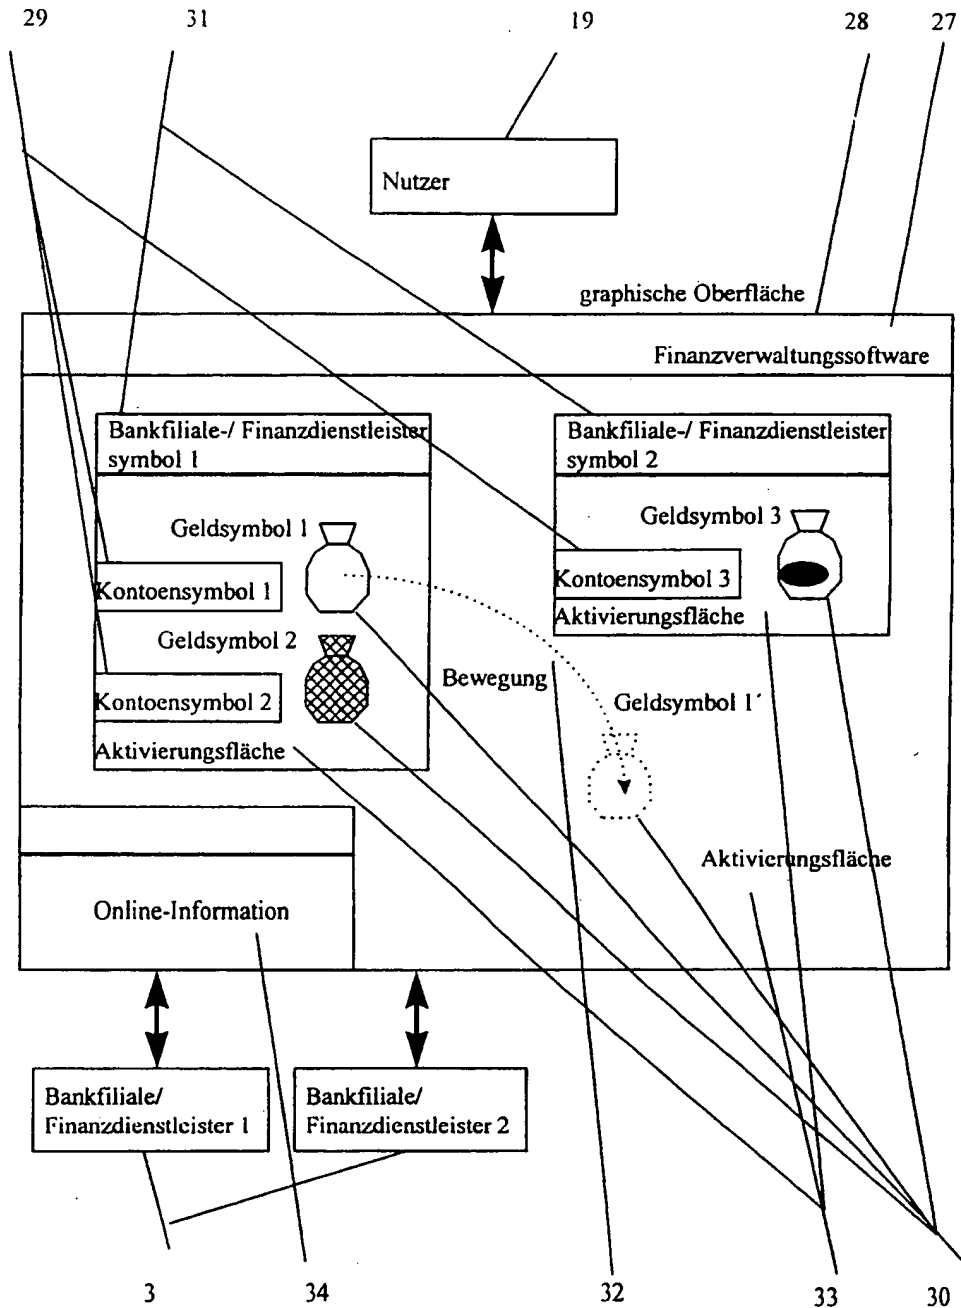 29
31
19
28
27
Nutzer
graphische Oberfläche
Finanzverwaltungssoftware
Bankfiliale-/ Finanzdienstleister
symbol 1
Bankfiliale-/ Finanzdienstleister
symbol 2
Geldsymbol 1
Geldsymbol 3
Kontoensymbol 1
Kontoensymbol 3
Aktivierungsfläche
Geldsymbol 2
Bewegung
Kontoensymbol 2
Geldsymbol 1´
Aktivierungsfläche
Aktivierungsfläche
Online-Information
Bankfiliale/
Finanzdienstleister 1
Bankfiliale/
Finanzdienstleister 2
3
34
32
33
30